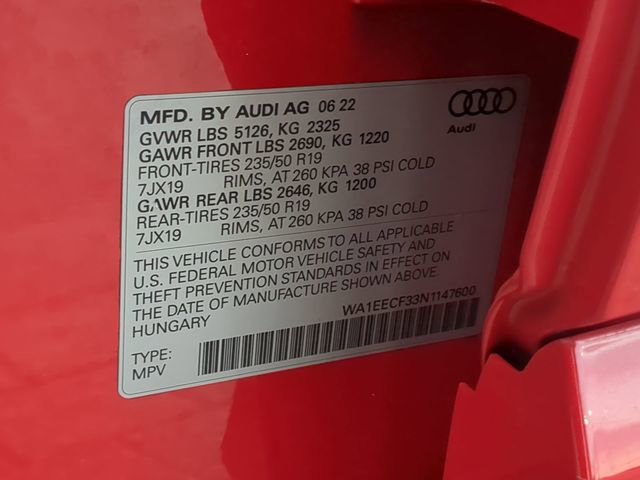 MFD. BY AUDI AG 06 22
GVWR LBS 5126, KG 2325
GAWR FRONT LBS 2690, KG 1220
FRONT-TIRES 235/50 R19
7JX19 RIMS, AT 260 KPA 38 PSI COLD
GAWR REAR LBS 2646, KG 1200
REAR-TIRES 235/50 R19
7JX19 RIMS, AT 260 KPA 38 PSI COLD
Audi
THIS VEHICLE CONFORMS TO ALL APPLICABLE
U.S. FEDERAL MOTOR VEHICLE SAFETY AND
THEFT PREVENTION STANDARDS IN EFFECT ON
THE DATE OF MANUFACTURE SHOWN ABOVE.
HUNGARY
WA1EECF33N1147600
TYPE:
MPV